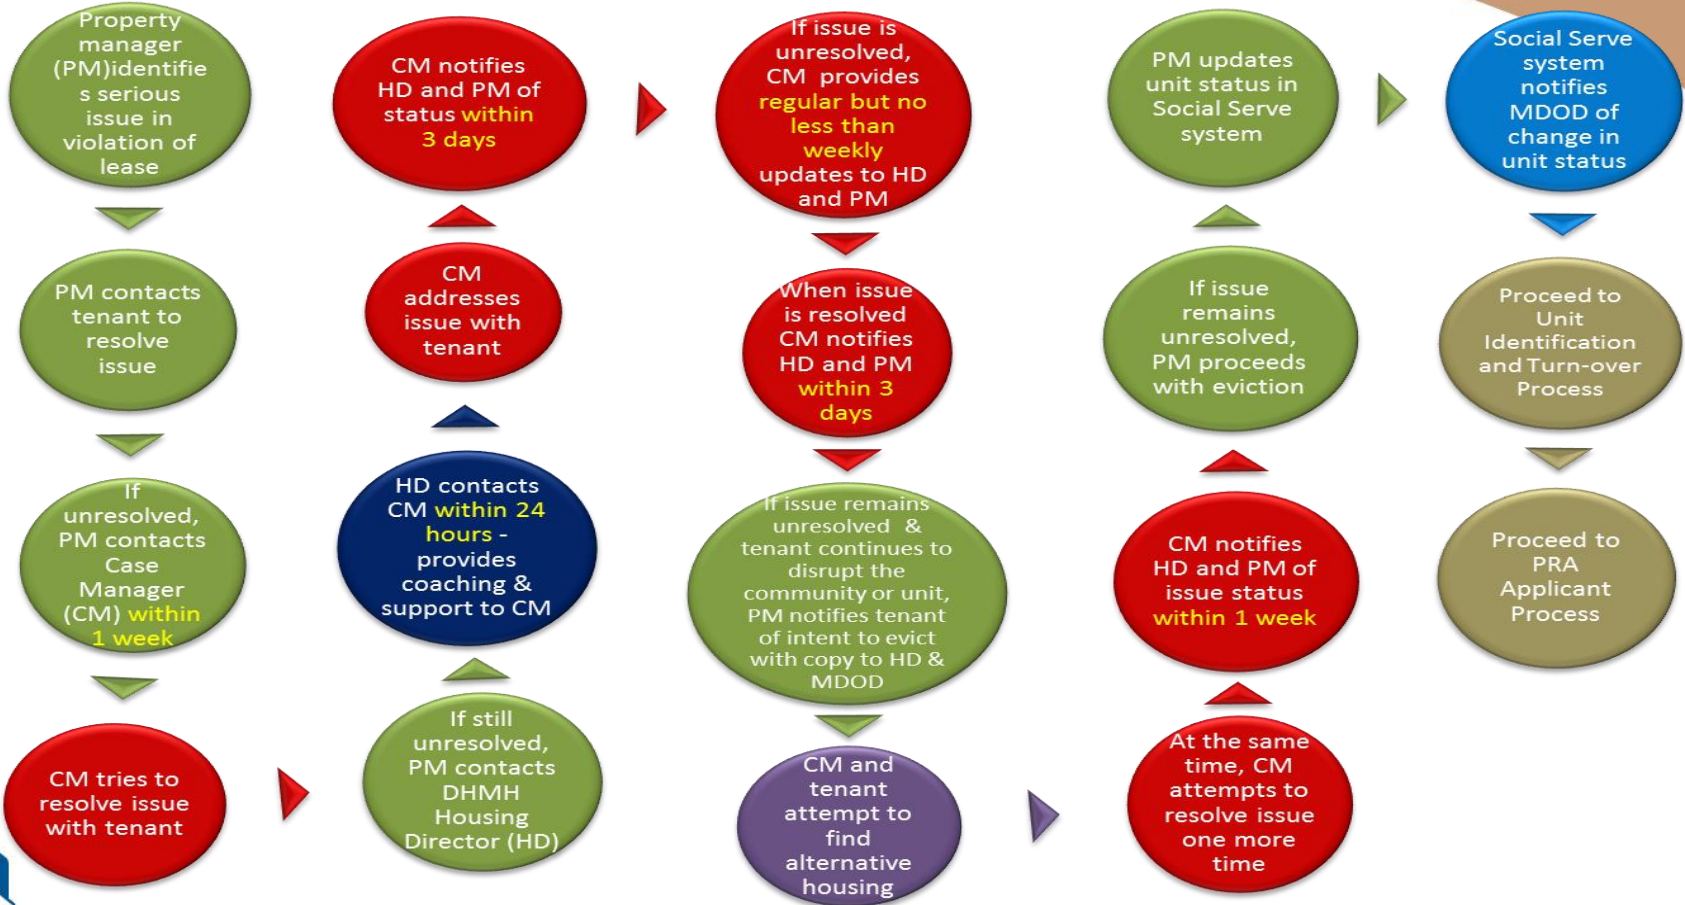 Property
manager
(PM)identifie
s serious
issue in
violation of
lease
PM contacts
tenant to
resolve
issue
If
unresolved,
PM contacts
Case
Manager
(CM) within
1 week
CM tries to
resolve issue
with tenant
If still
unresolved,
PM contacts
DHMH
Housing
Director (HD)
HD contacts
CM within 24
hours -
provides
coaching &
support to CM
CM
addresses
issue with
tenant
CM notifies
HD and PM of
status within
3 days
If issue is
unresolved,
CM provides
regular but no
less than
weekly
updates to HD
and PM
When issue
is resolved
CM notifies
HD and PM
within 3
days
If issue remains
unresolved &
tenant continues to
disrupt the
community or unit,
PM notifies tenant
of intent to evict
with copy to HD &
MDOD
CM and
tenant
attempt to
find
alternative
housing
At the same
time, CM
attempts to
resolve issue
one more
time
CM notifies
HD and PM of
issue status
within 1 week
If issue
remains
unresolved,
PM proceeds
with eviction
PM updates
unit status in
Social Serve
system
Social Serve
system
notifies
MDOD of
change in
unit status
Proceed to
Unit
Identification
and Turn-over
Process
Proceed to
PRA
Applicant
Process